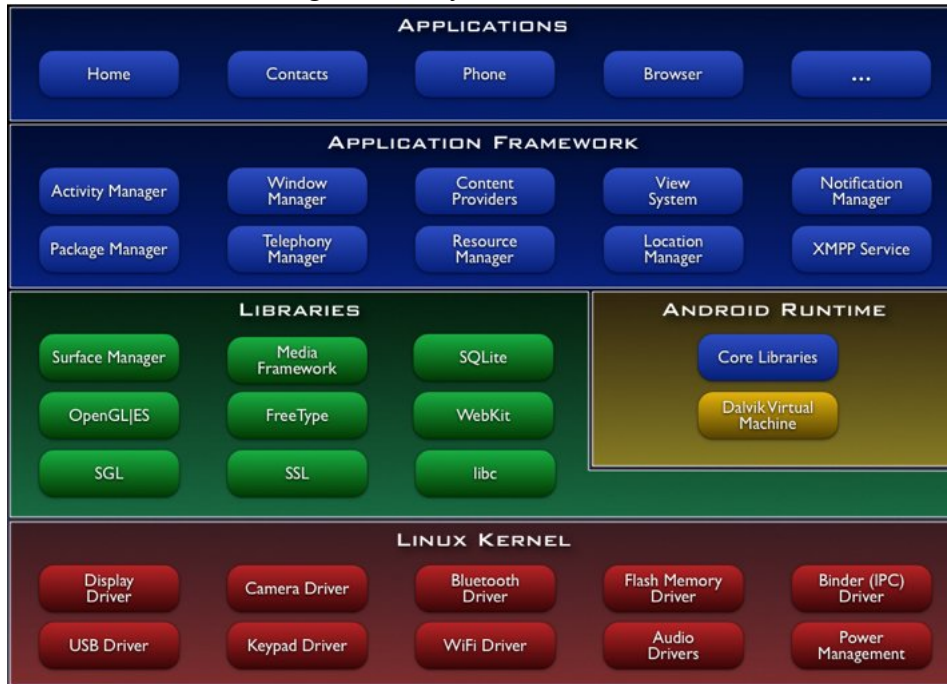 APPLICATIONS
Home
Contacts
Phone
Browser
...
APPLICATION FRAMEWORK
Activity Manager
Window
Manager
Content
Providers
View
System
Notification
Manager
Package Manager
Telephony
Manager
Resource
Manager
Location
Manager
XMPP Service
LIBRARIES
Surface Manager
Media
Framework
SQLite
OpenGL|ES
FreeType
WebKit
SGL
SSL
libc
ANDROID RUNTIME
Core Libraries
Dalvik Virtual
Machine
LINUX KERNEL
Display
Driver
Camera Driver
Bluetooth
Driver
Flash Memory
Driver
Binder (IPC)
Driver
USB Driver
Keypad Driver
WiFi Driver
Audio
Drivers
Power
Management